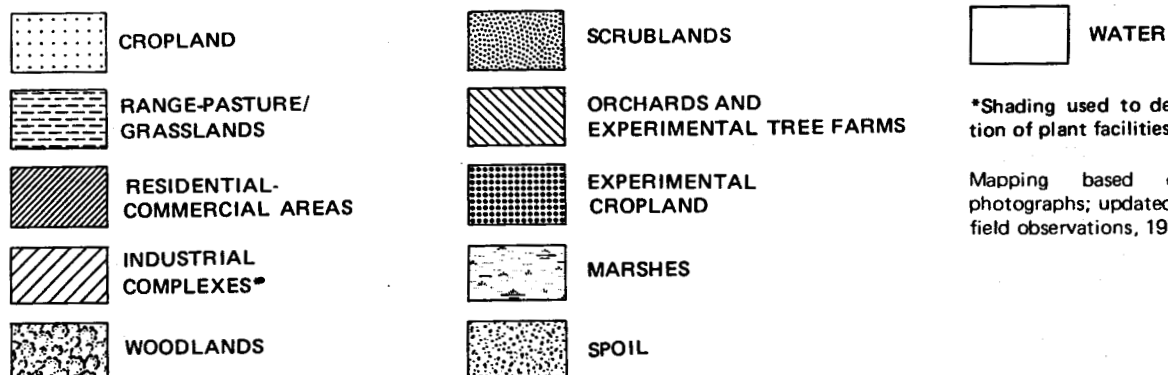 CROPLAND
RANGE-PASTURE/
GRASSLANDS
RESIDENTIAL-
COMMERCIAL AREAS
INDUSTRIAL
COMPLEXES*
WOODLANDS
SCRUBLANDS
ORCHARDS AND
EXPERIMENTAL TREE FARMS
EXPERIMENTAL
CROPLAND
MARSHES
SPOIL
WATER
*Shading used to de
tion of plant facilities
Mapping based
photographs; updated
field observations, 19